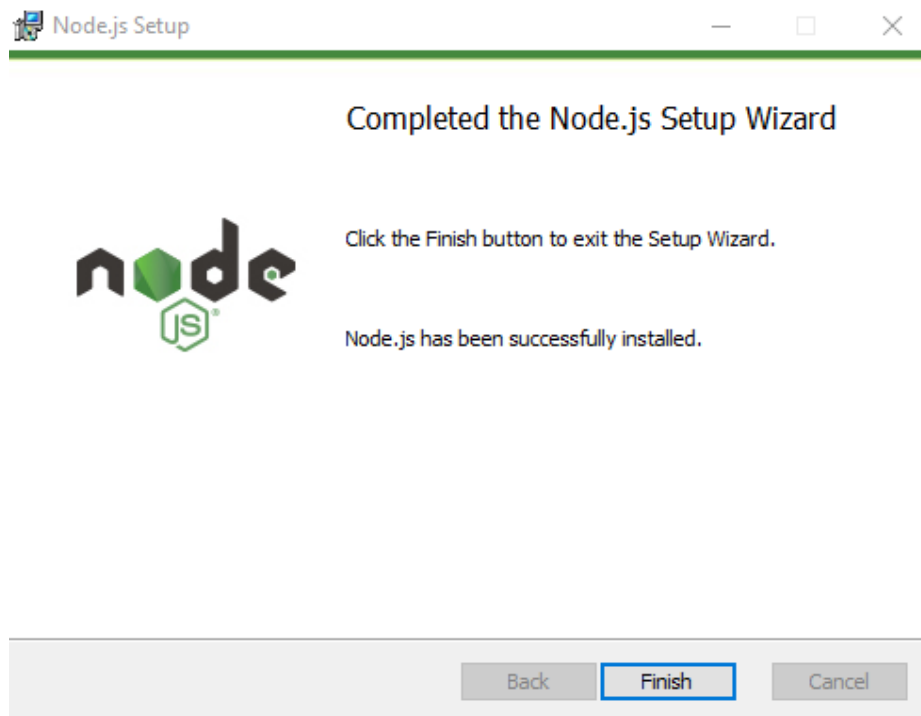 Node.js Setup
Completed the Node.js Setup Wizard
Click the Finish button to exit the Setup Wizard.
node
JS®
Node.js has been successfully installed.
Back
Finish
Cancel